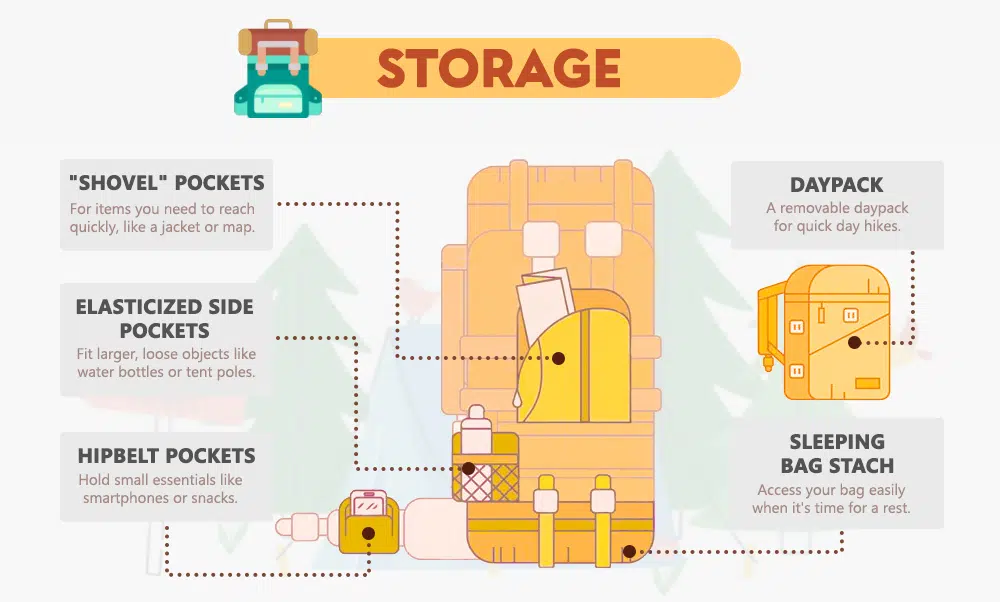 STORAGE
"SHOVEL" POCKETS
For items you need to reach
quickly, like a jacket or map.
ELASTICIZED SIDE
POCKETS
Fit larger, loose objects like
water bottles or tent poles.
HIPBELT POCKETS
Hold small essentials like
smartphones or snacks.
DAYPACK
A removable daypack
for quick day hikes.
SLEEPING
BAG STACH
Access your bag easily
when it's time for a rest.